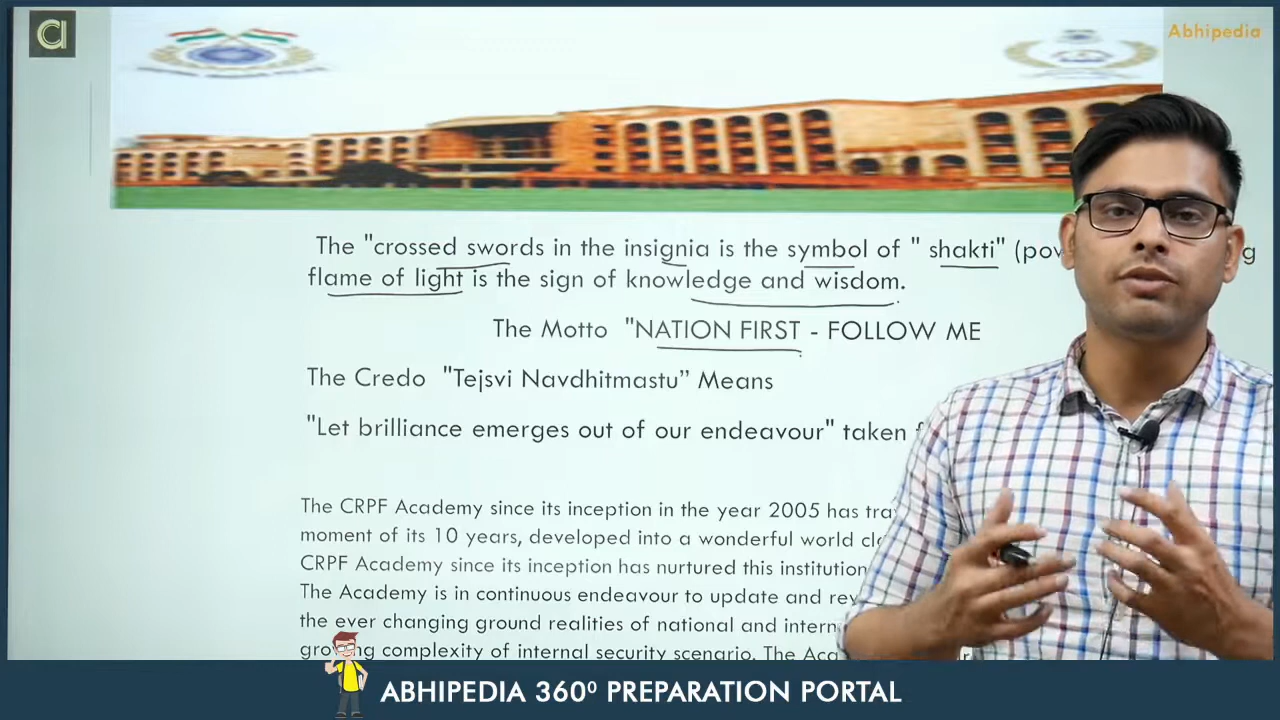 a
Abhipedia
The "crossed swords in the insignia is the symbol of " shakti" (pow
g
flame of light is the sign of knowledge and wisdom.
The Motto "NATION FIRST - FOLLOW ME
The Credo "Tejsvi Navdhitmastu” Means
"Let brilliance emerges out of our endeavour" taken f
The CRPF Academy since its inception in the year 2005 has tra
moment of its 10 years, developed into a wonderful world cla
CRPF Academy since its inception has nurtured this institution
The Academy is in continuous endeavour to update and rev
the ever changing ground realities of national and intern
growing complexity of internal security scenario. The Aca
ABHIPEDIA 360⁰ PREPARATION PORTAL